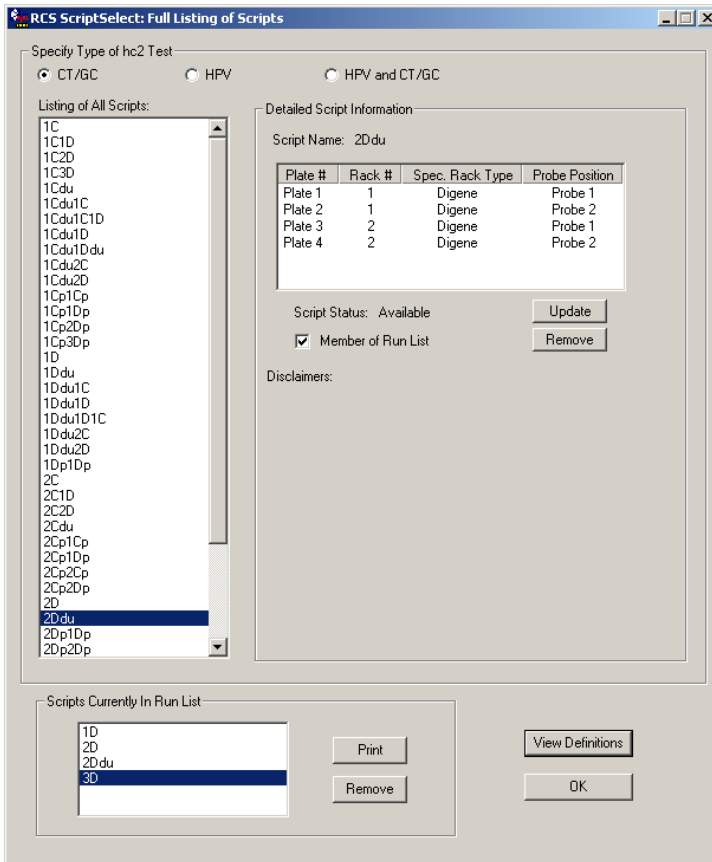 RCS ScriptSelect: Full Listing of Scripts
Specify Type of hc2 Test
CT/GC HPV HPV and CT/GC
Listing of All Scripts:
1C
1C1D
1C2D
1C3D
1Cdu
1Cdu1C
1Cdu1C1D
1Cdu1D
1Cdu1Ddu
1Cdu2C
1Cdu2D
1Cp1Cp
1Cp1Dp
1Cp2Dp
1Cp3Dp
1D
1Ddu
1Ddu1C
1Ddu1D
1Ddu1D1C
1Ddu2C
1Ddu2D
1Dp1Dp
2C
2C1D
2C2D
2Cdu
2Cp1Cp
2Cp1Dp
2Cp2Cp
2Cp2Dp
2D
2Ddu
2Dp1Dp
2Dp2Dp
Detailed Script Information
Script Name: 2Ddu
Plate # Rack # Spec. Rack Type Probe Position
Plate 1 1 Digene Probe 1
Plate 2 1 Digene Probe 2
Plate 3 2 Digene Probe 1
Plate 4 2 Digene Probe 2
Script Status: Available Update
Member of Run List Remove
Disclaimers:
Scripts Currently In Run List
1D
2D
2Ddu
3D
Print
Remove
View Definitions
OK